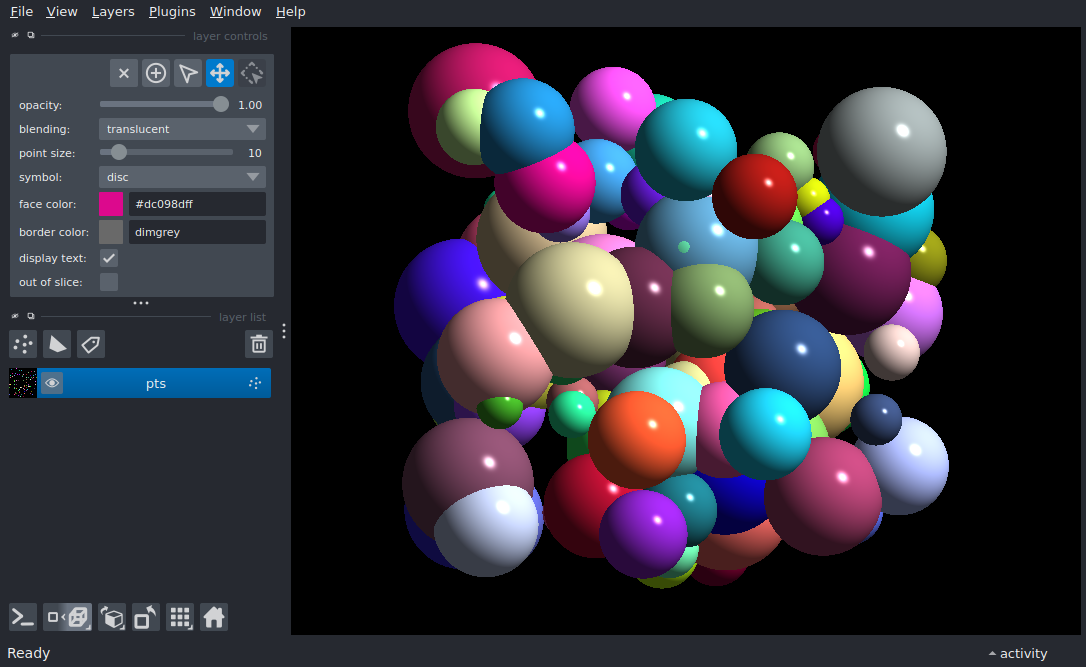 File View Layers Plugins Window Help
layer controls
opacity: 1.00
blending: translucent
point size: 10
symbol: disc
face color: #dc098dff
border color: dimgrey
display text:
out of slice:
layer list
pts
Ready
activity